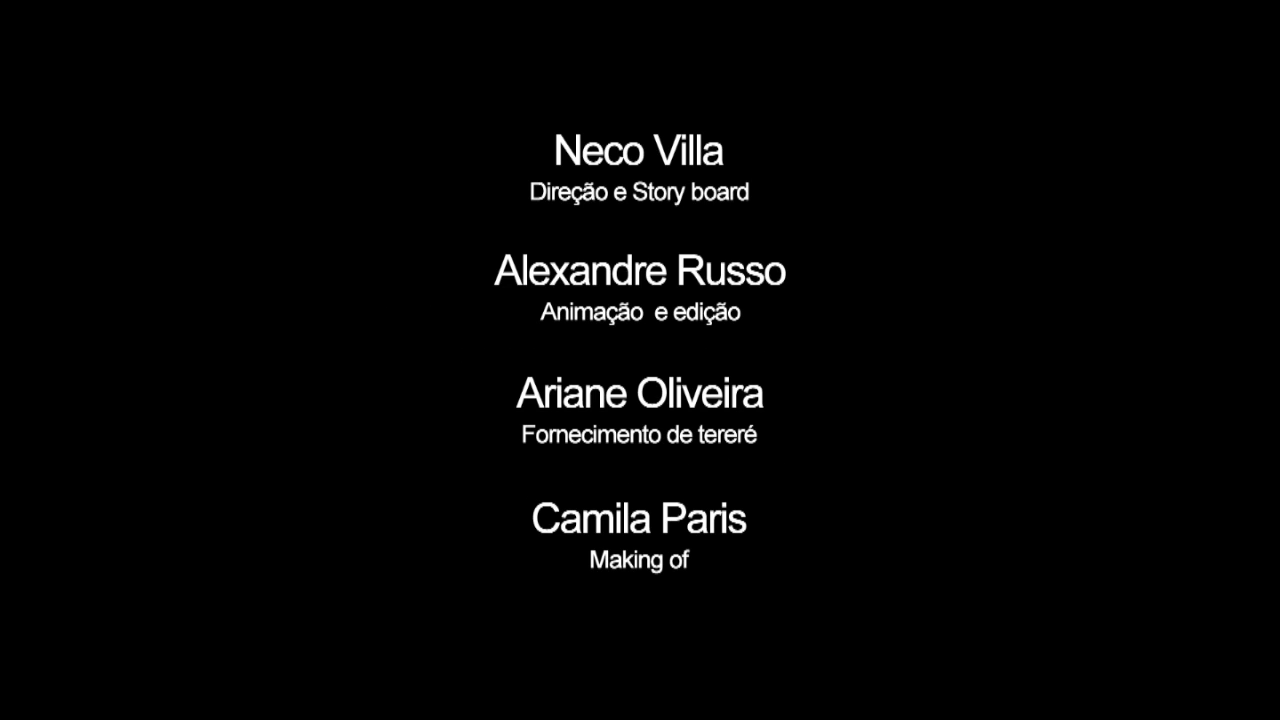 Neco Villa
Direção e Story board
Alexandre Russo
Animação  e edição
Ariane Oliveira
Fornecimento de tereré
Camila Paris
Making of